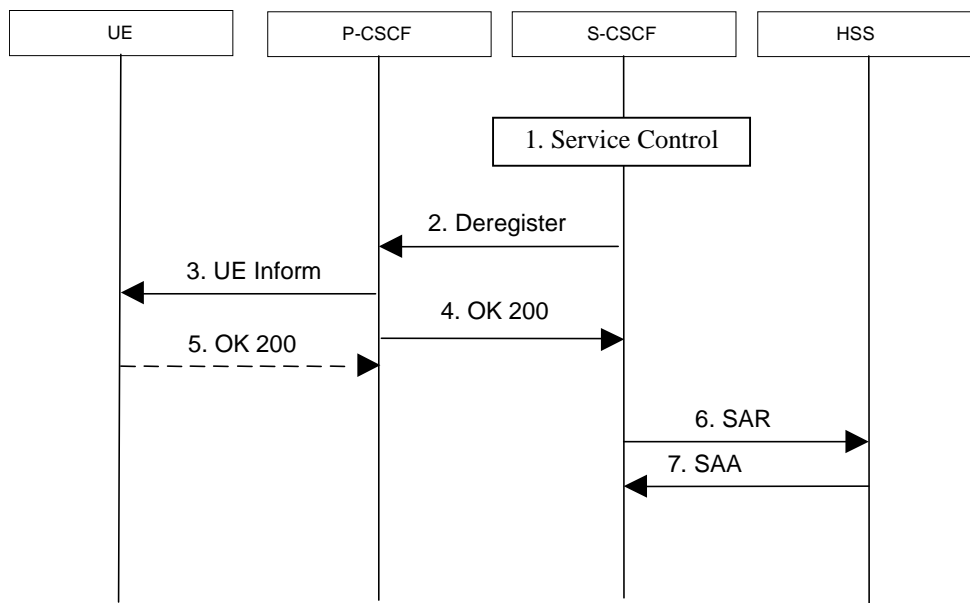 UE
P-CSCF
S-CSCF
HSS
1. Service Control
2. Deregister
3. UE Inform
4. OK 200
5. OK 200
6. SAR
7. SAA